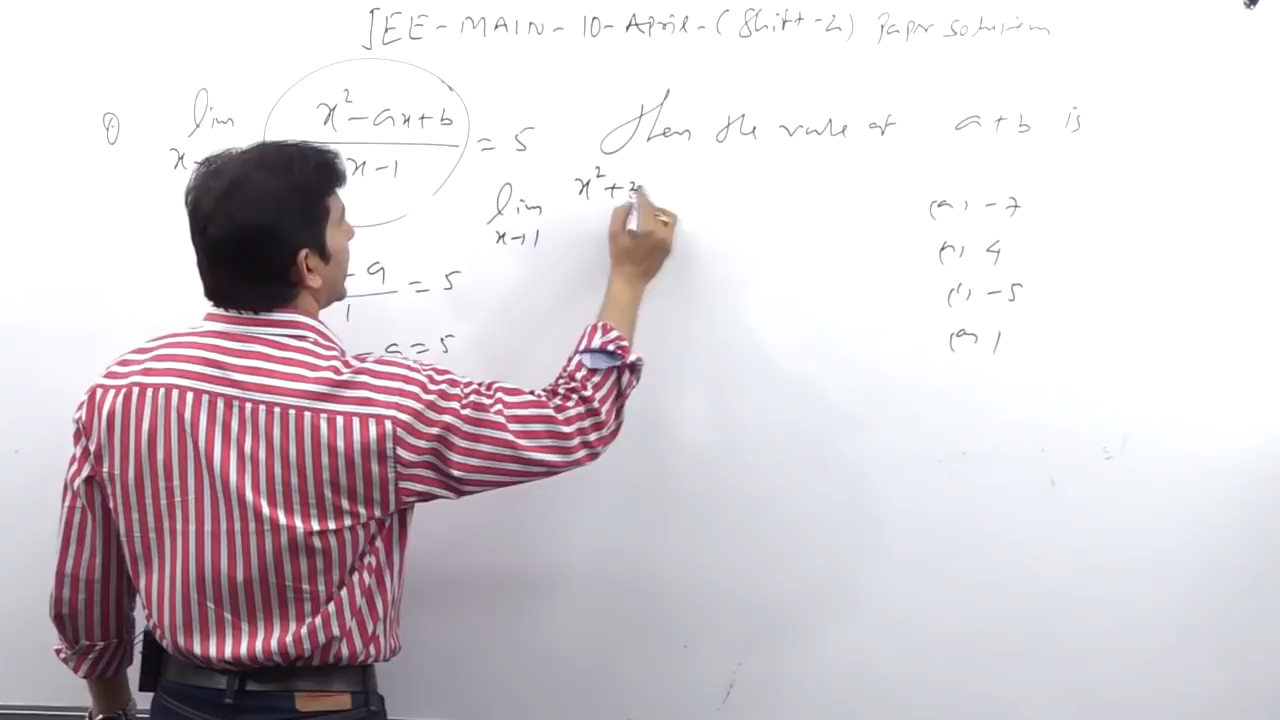 JEE-MAIN-10-April-(Shift-2) Paper solution
lim x²-ax+b / x-1 = 5 Then the value of a+b is
x
lim x²+
x→1
(a) -7
4
-a / 1 = 5
-5
-a=5
1